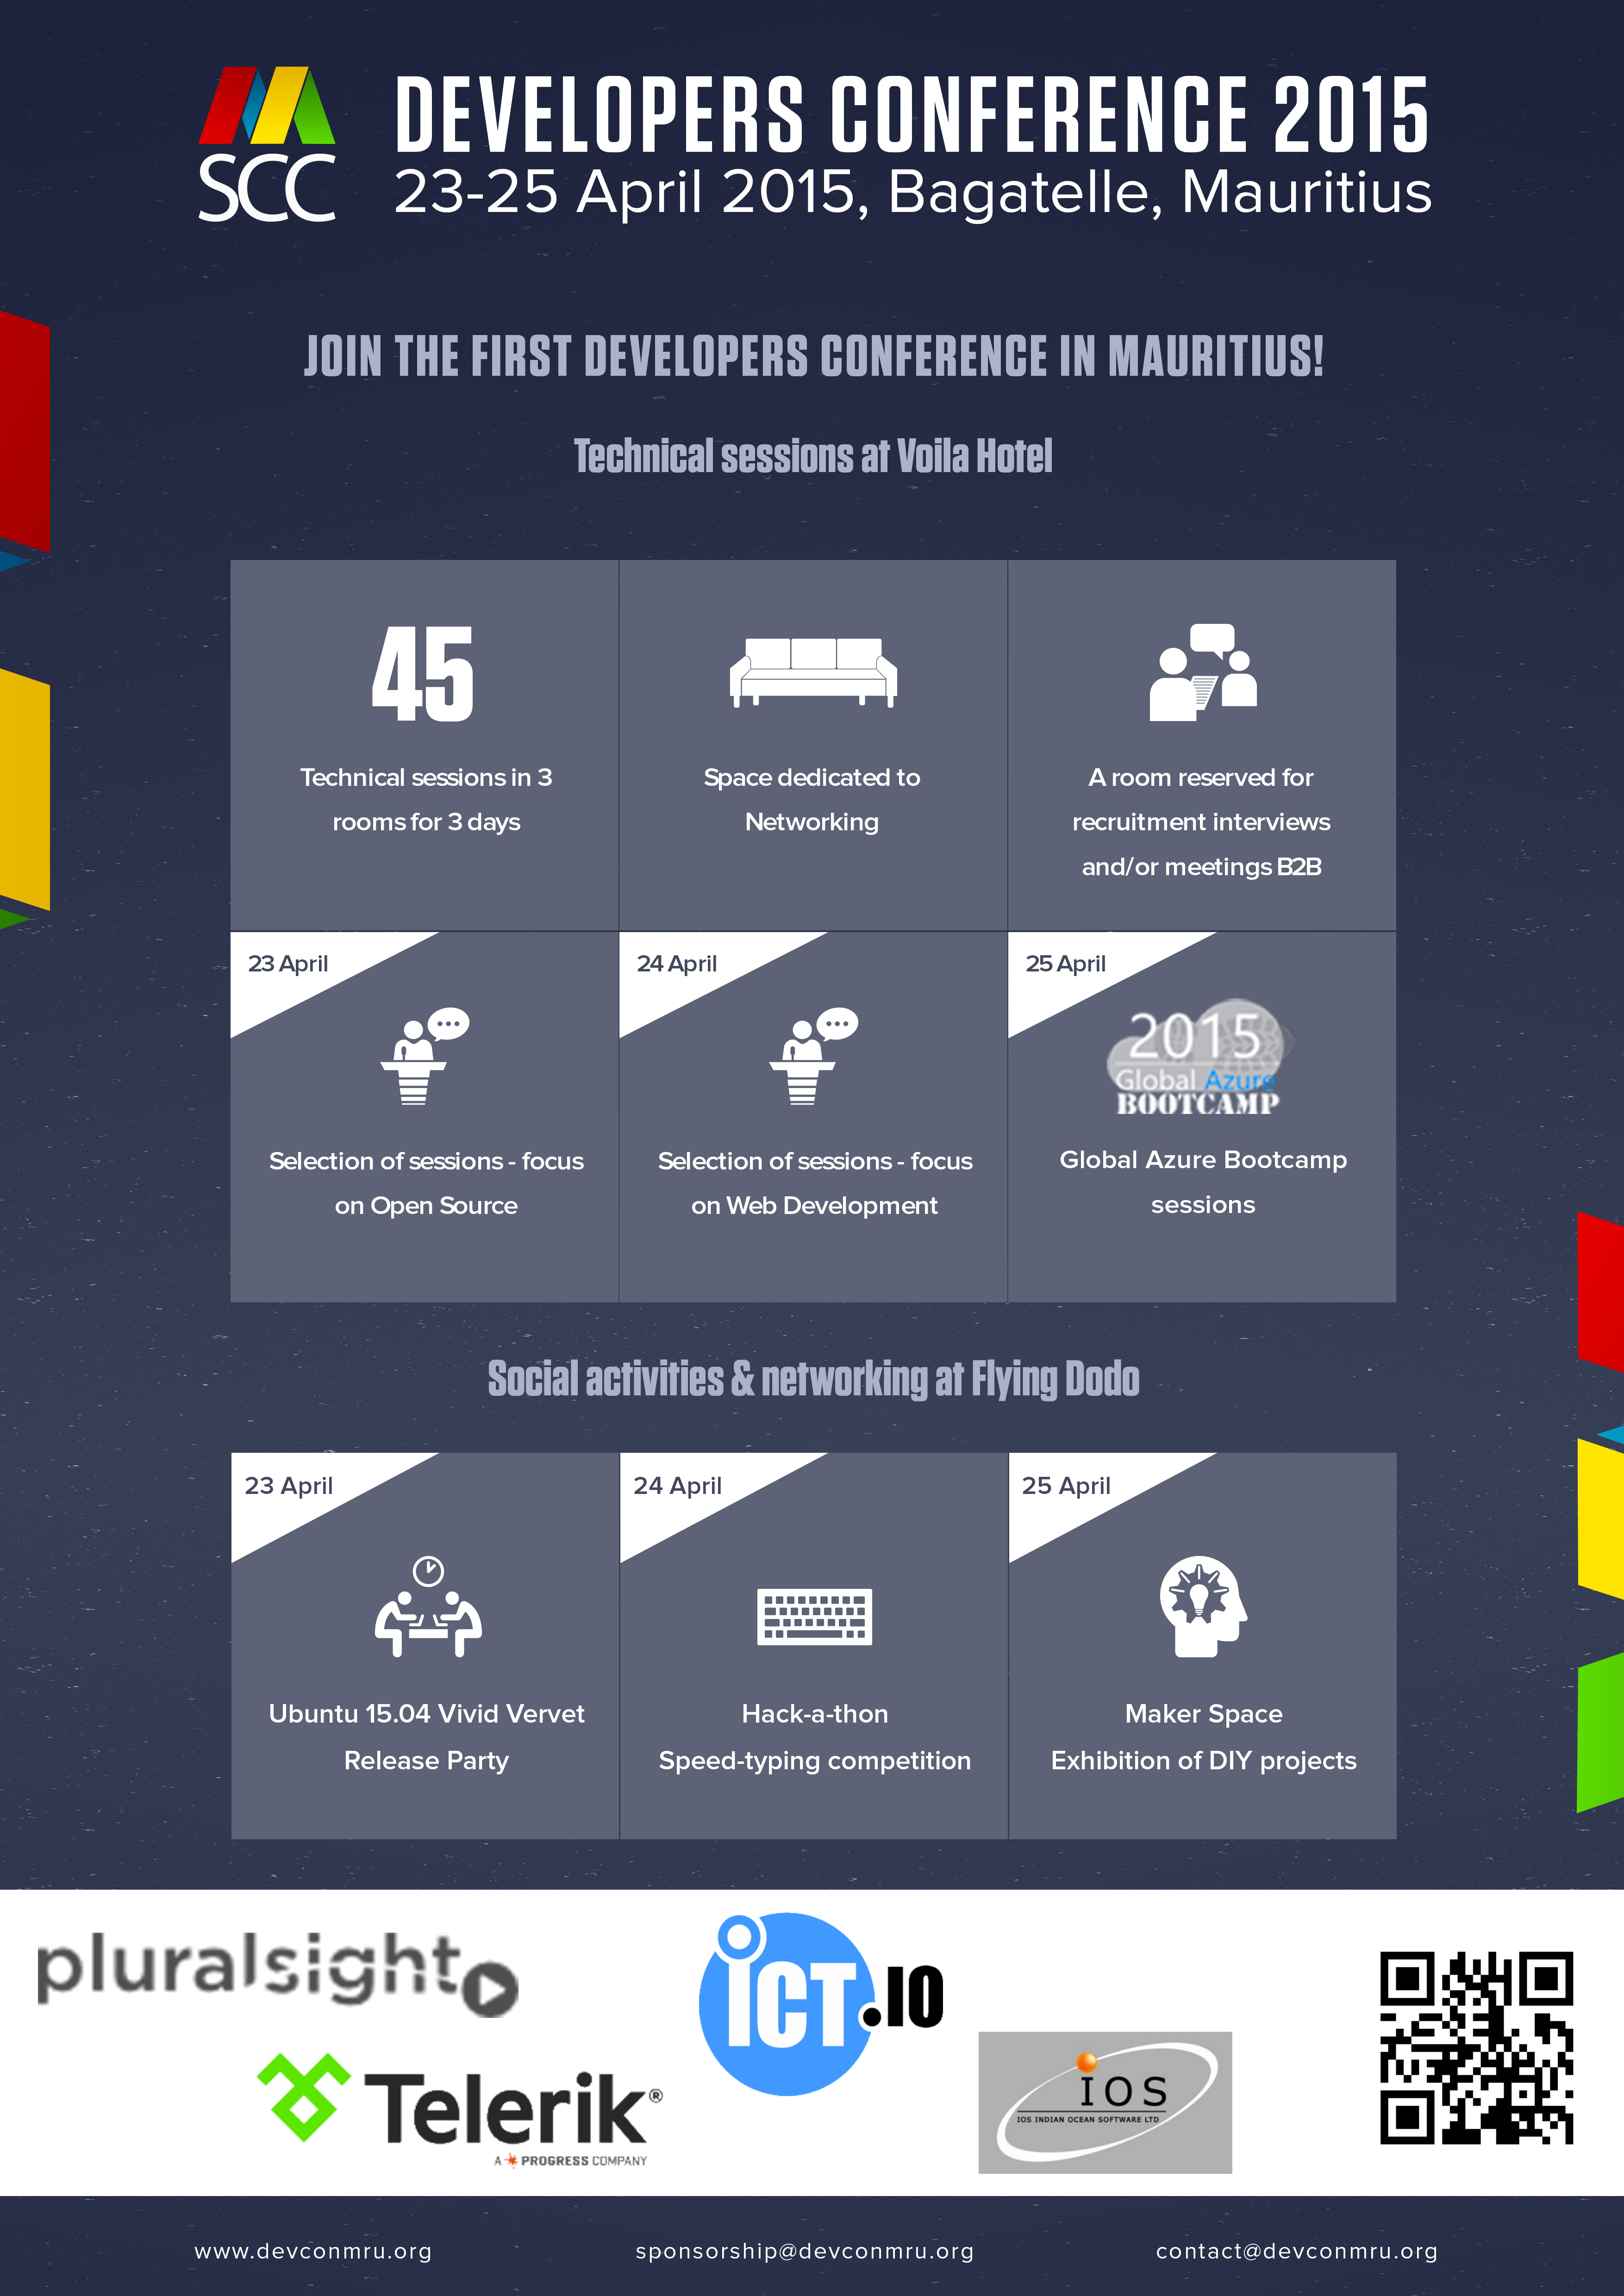 SCC
DEVELOPERS CONFERENCE 2015
23-25 April 2015, Bagatelle, Mauritius
JOIN THE FIRST DEVELOPERS CONFERENCE IN MAURITIUS!
Technical sessions at Voila Hotel
45
Technical sessions in 3
rooms for 3 days
Space dedicated to
Networking
A room reserved for
recruitment interviews
and/or meetings B2B
23 April
Selection of sessions - focus
on Open Source
24 April
Selection of sessions - focus
on Web Development
25 April
2015
Global Azure
BOOTCAMP
Global Azure Bootcamp
sessions
Social activities & networking at Flying Dodo
23 April
Ubuntu 15.04 Vivid Vervet
Release Party
24 April
Hack-a-thon
Speed-typing competition
25 April
Maker Space
Exhibition of DIY projects
pluralsight
iCT.IO
Telerik®
A PROGRESS COMPANY
IOS
IOS INDIAN OCEAN SOFTWARE LTD
www.devconmru.org
sponsorship@devconmru.org
contact@devconmru.org